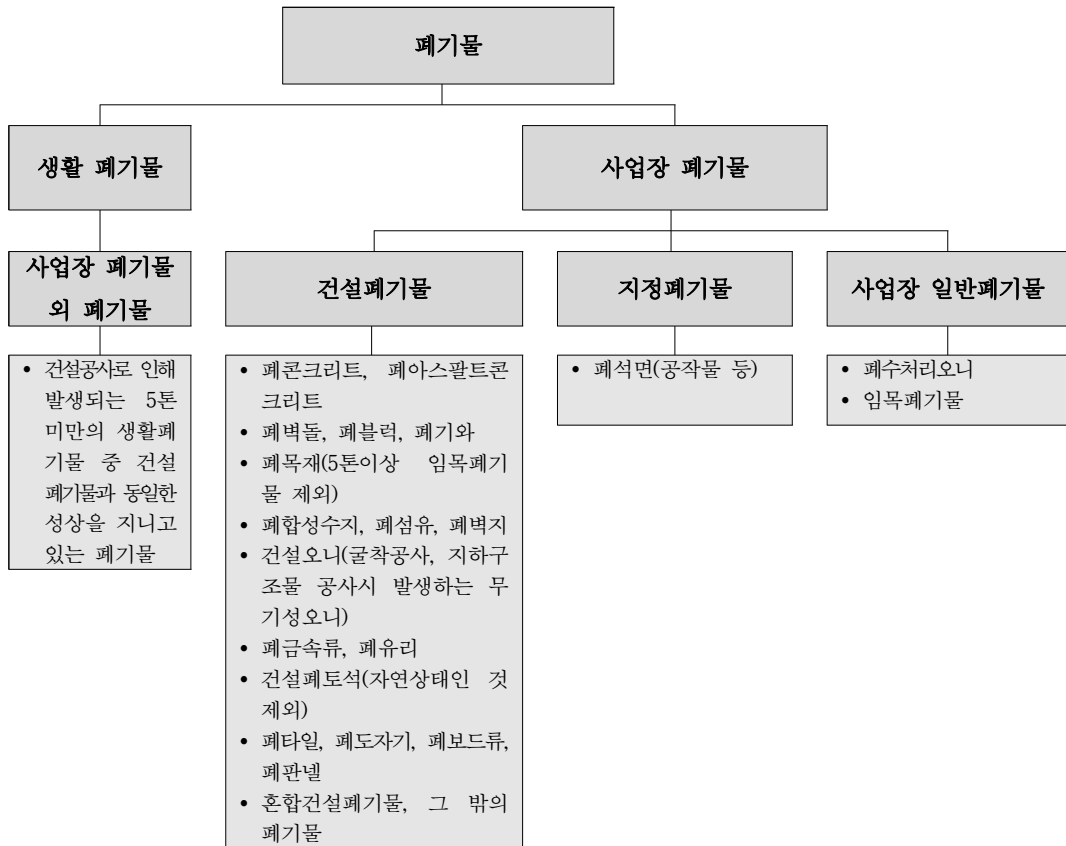 폐기물
생활 폐기물
사업장 폐기물
사업장 폐기물
외 폐기물
건설폐기물
지정폐기물
사업장 일반폐기물
• 건설공사로 인해
발생되는 5톤
미만의 생활폐
기물 중 건설
폐기물과 동일한
성상을 지니고
있는 폐기물
• 폐콘크리트, 폐아스팔트콘
크리트
• 폐벽돌, 폐블럭, 폐기와
• 폐목재(5톤이상 임목폐기
물 제외)
• 폐합성수지, 폐섬유, 폐벽지
• 건설오니(굴착공사, 지하구
조물 공사시 발생하는 무
기성오니)
• 폐금속류, 폐유리
• 건설폐토석(자연상태인 것
제외)
• 폐타일, 폐도자기, 폐보드류,
폐판넬
• 혼합건설폐기물, 그 밖의
폐기물
• 폐석면(공작물 등)
• 폐수처리오니
• 임목폐기물